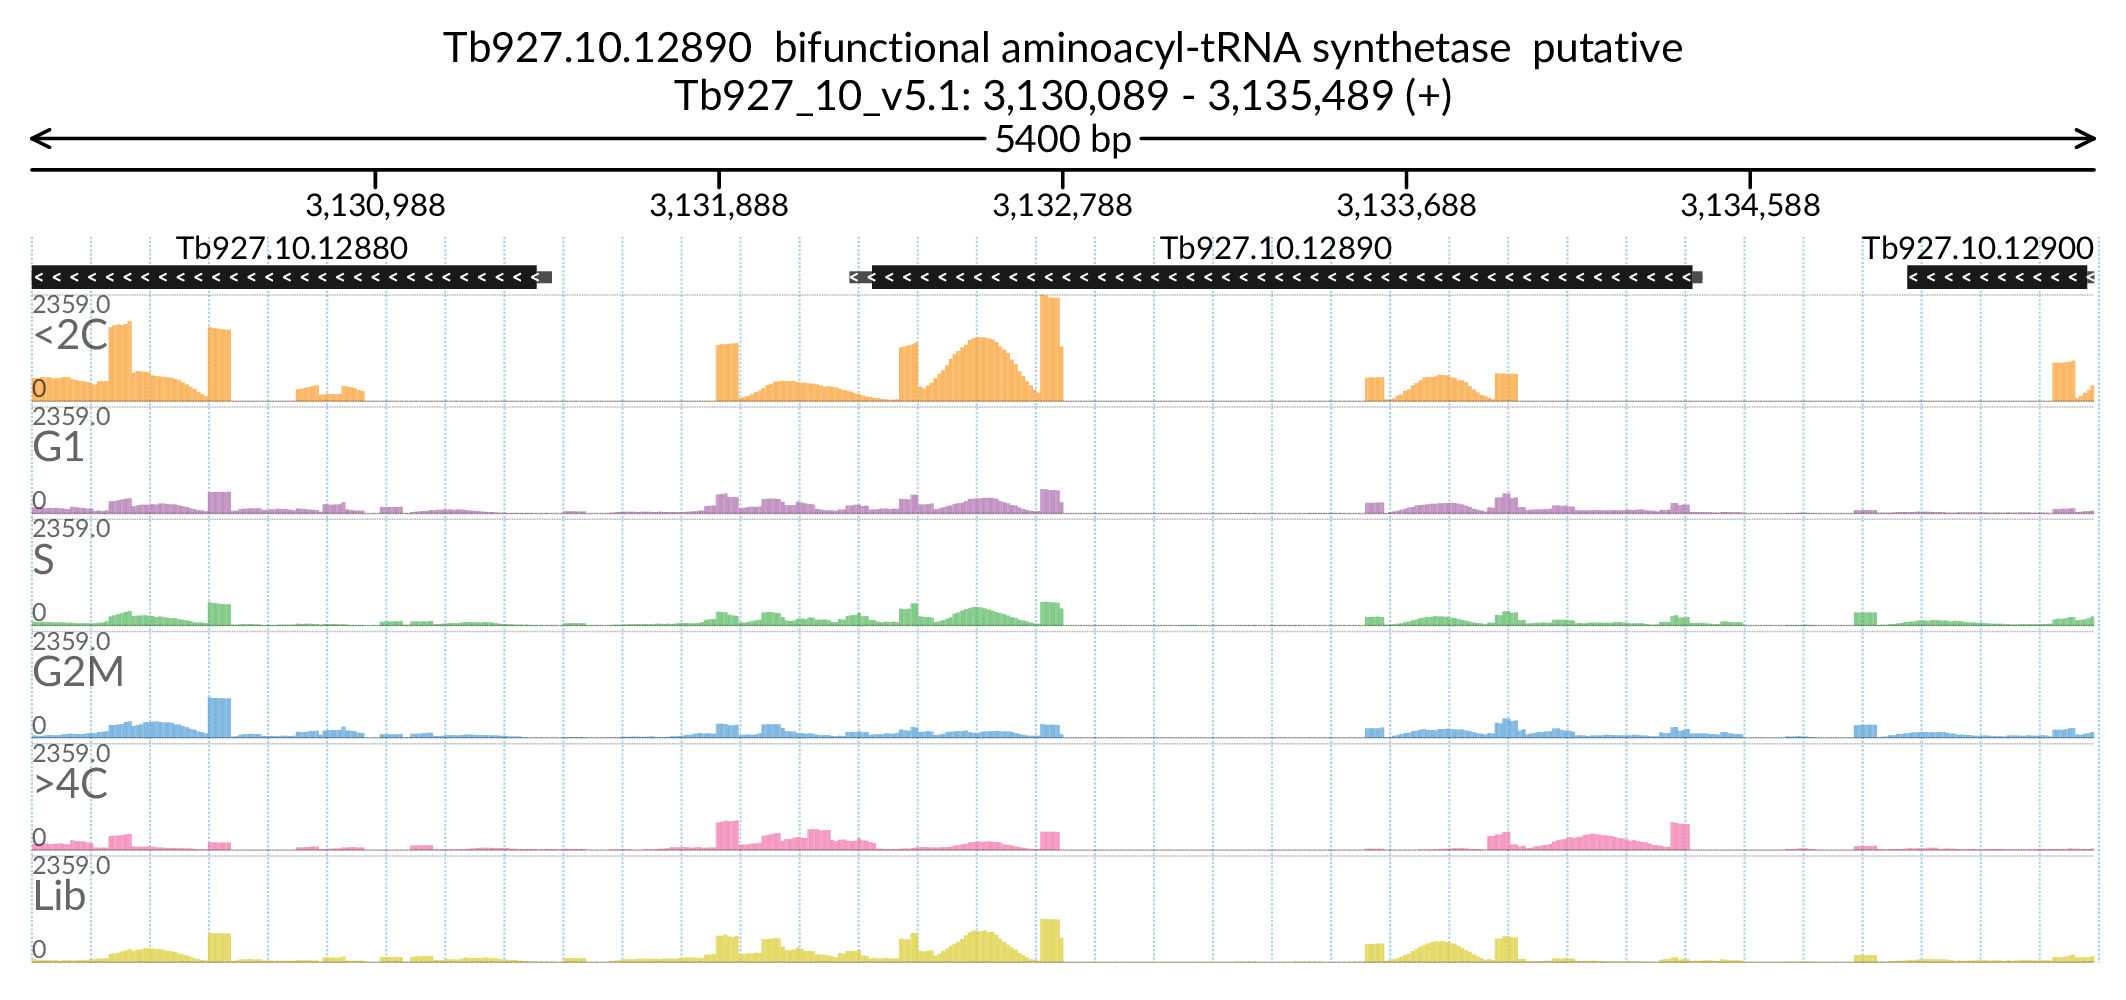 Tb927.10.12890  bifunctional aminoacyl-tRNA synthetase  putative
Tb927_10_v5.1: 3,130,089 - 3,135,489 (+)
5400 bp
3,130,988 3,131,888 3,132,788 3,133,688 3,134,588
Tb927.10.12880 Tb927.10.12890 Tb927.10.12900
2359.0
<2C
0
2359.0
G1
0
2359.0
S
0
2359.0
G2M
0
2359.0
>4C
0
2359.0
Lib
0